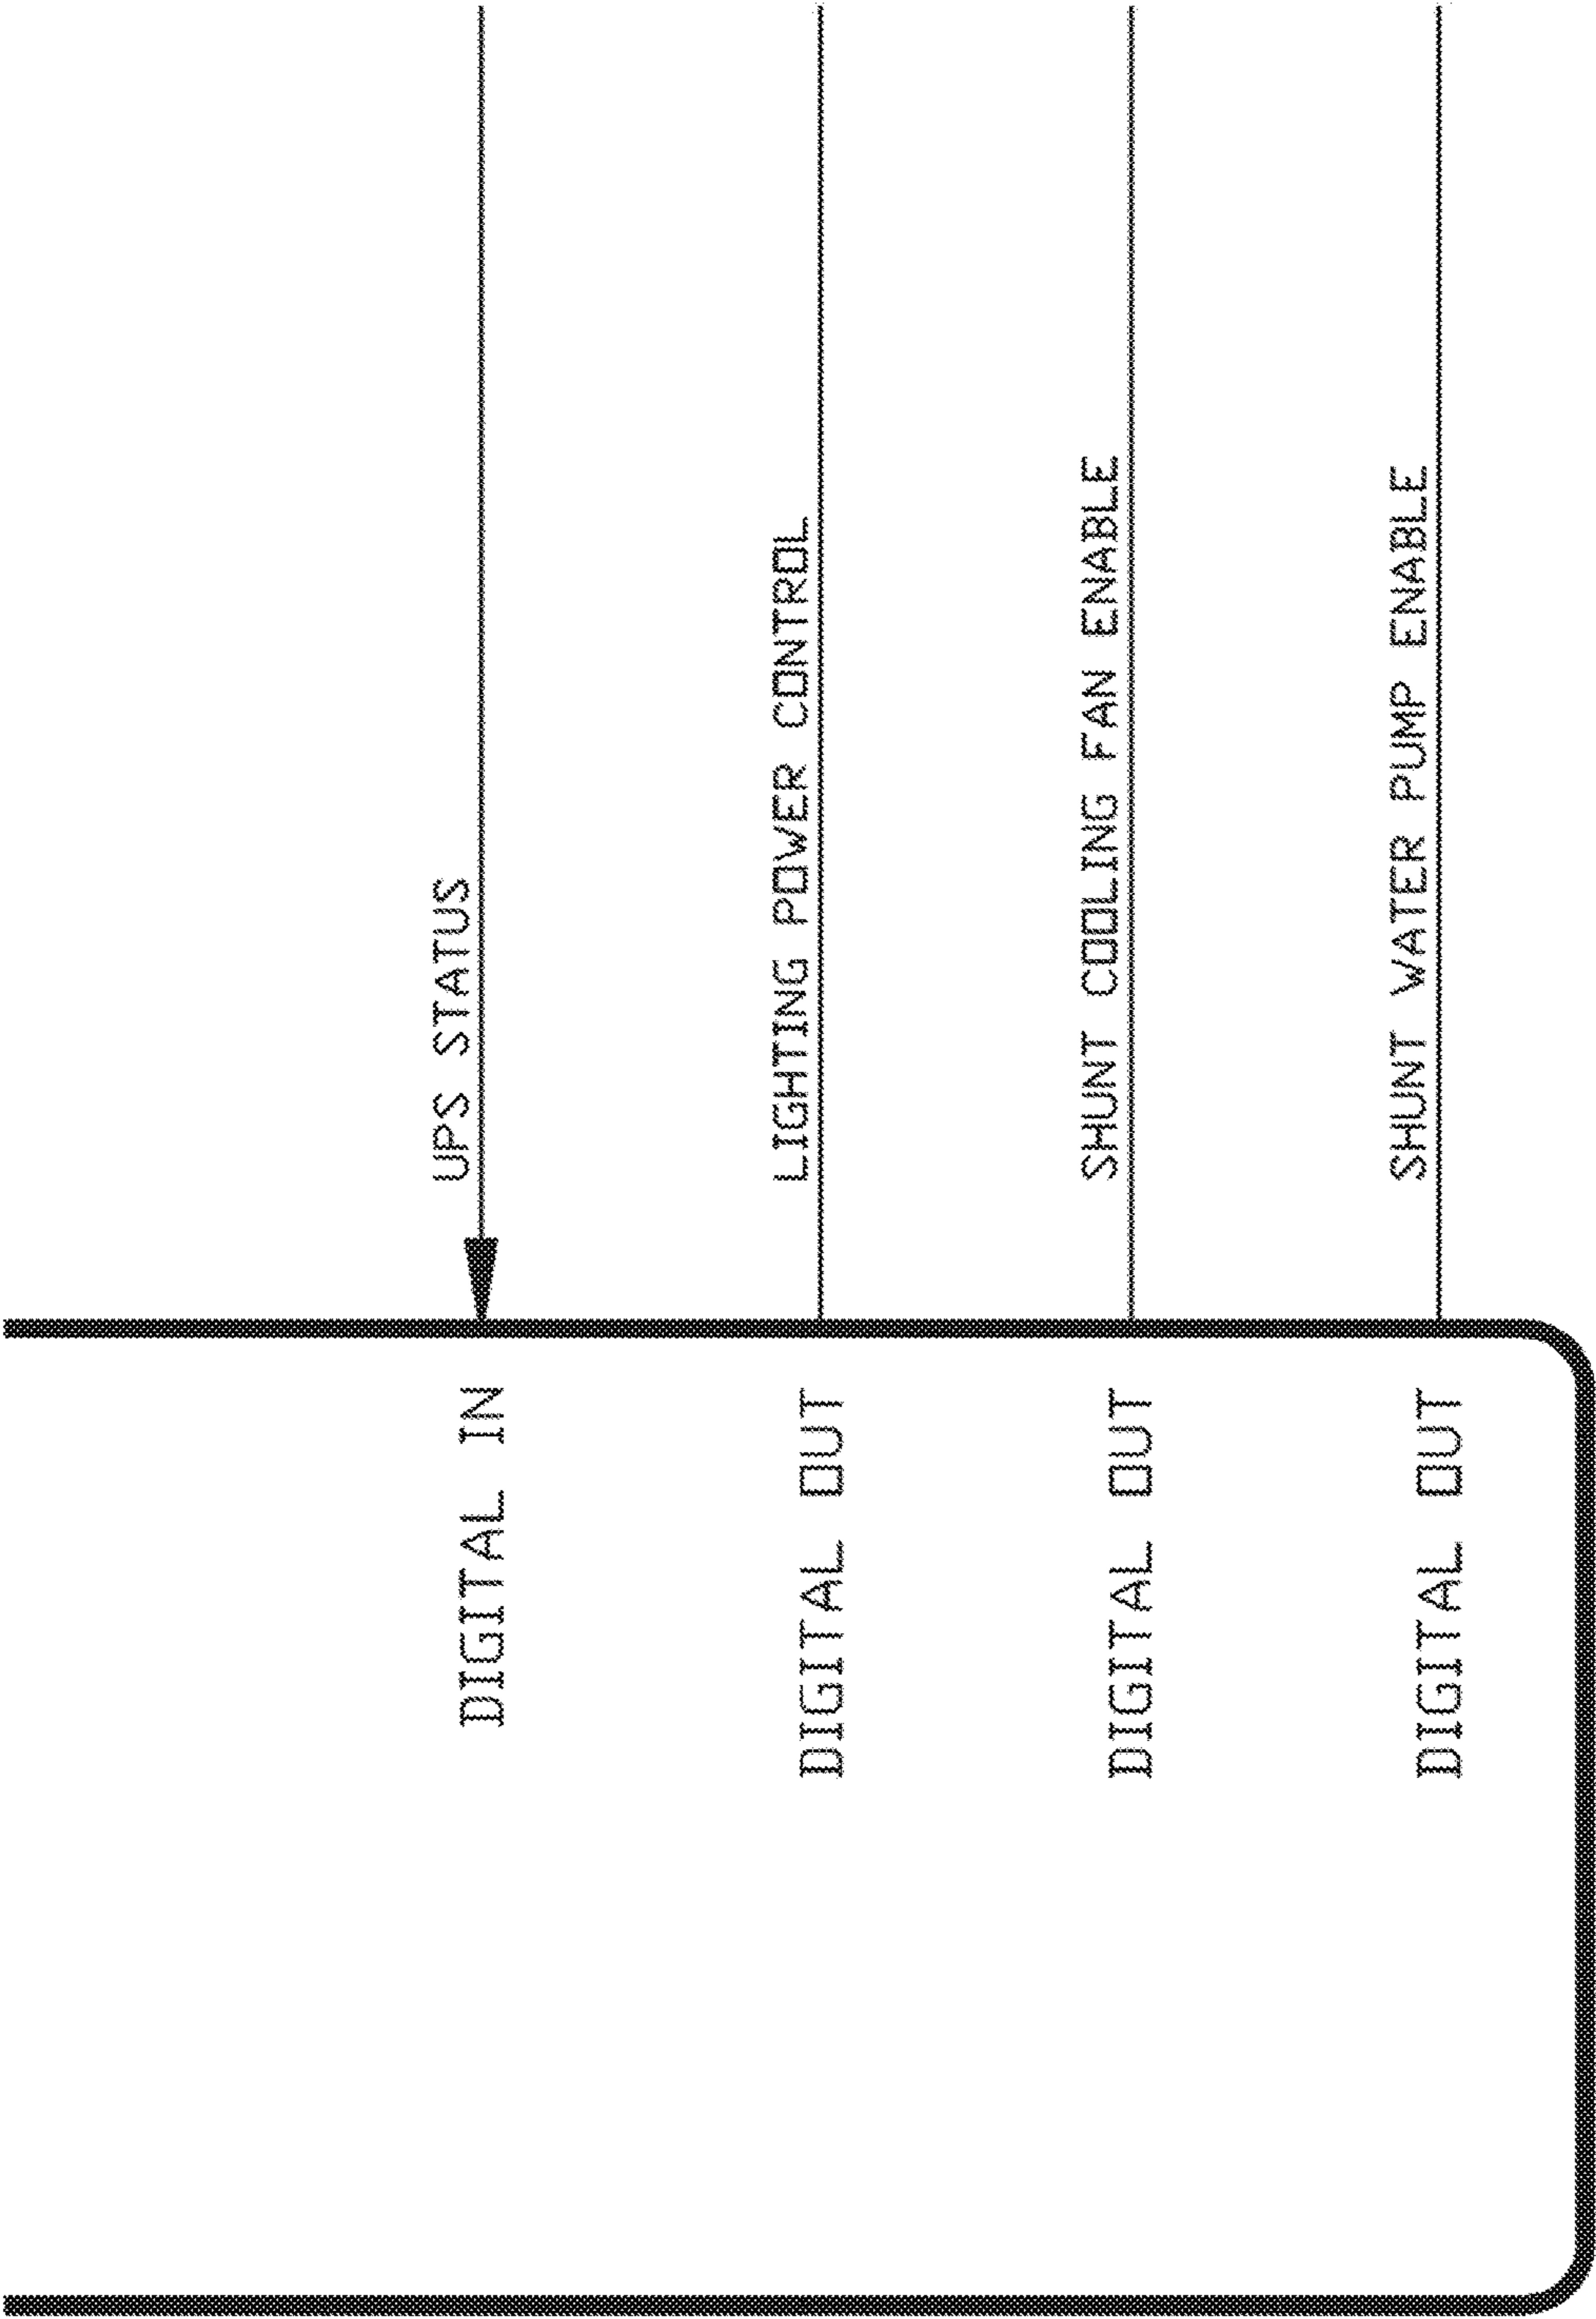 DIGITAL IN
UPS STATUS
DIGITAL OUT
LIGHTING POWER CONTROL
DIGITAL OUT
SHUNT COOLING FAN ENABLE
DIGITAL OUT
SHUNT WATER PUMP ENABLE